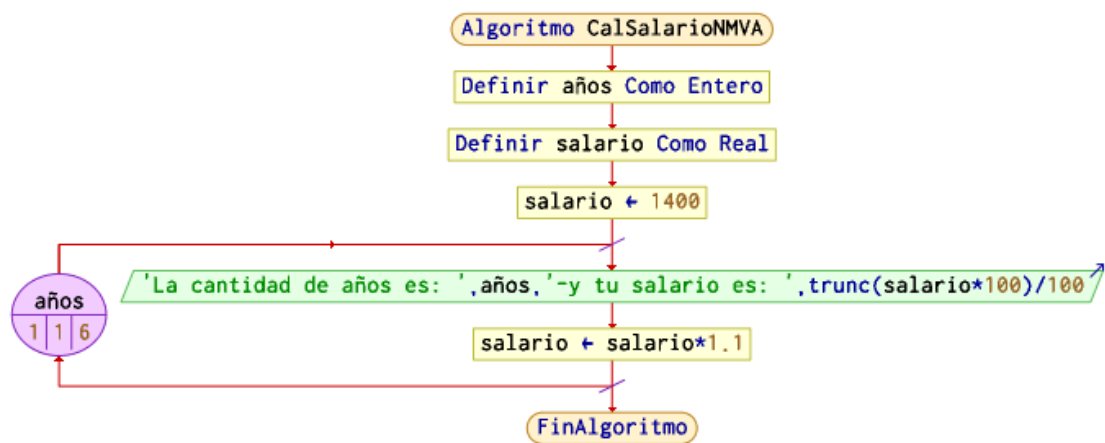 Algoritmo CalSalarioNMVA
Definir años Como Entero
Definir salario Como Real
salario ← 1400
'La cantidad de años es: ',años,'-y tu salario es: ',trunc(salario*100)/100
años
1 1 6
salario ← salario*1.1
FinAlgoritmo